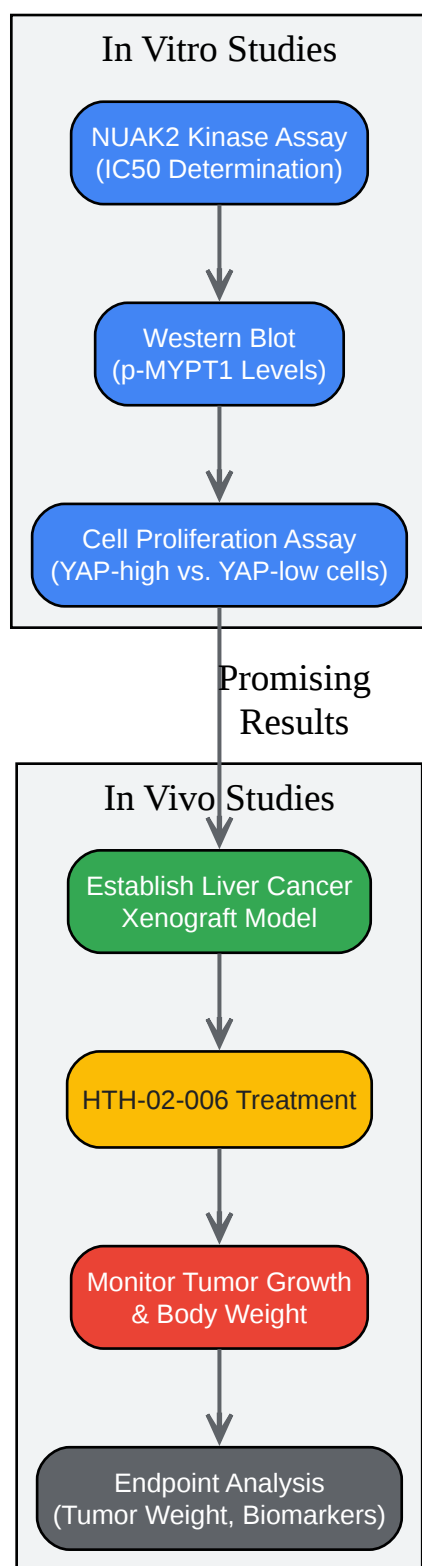 In Vitro Studies
NUAK2 Kinase Assay
(IC50 Determination)
Western Blot
(p-MYPT1 Levels)
Cell Proliferation Assay
(YAP-high vs. YAP-low cells)
Promising
Results
In Vivo Studies
Establish Liver Cancer
Xenograft Model
HTH-02-006 Treatment
Monitor Tumor Growth
& Body Weight
Endpoint Analysis
(Tumor Weight, Biomarkers)